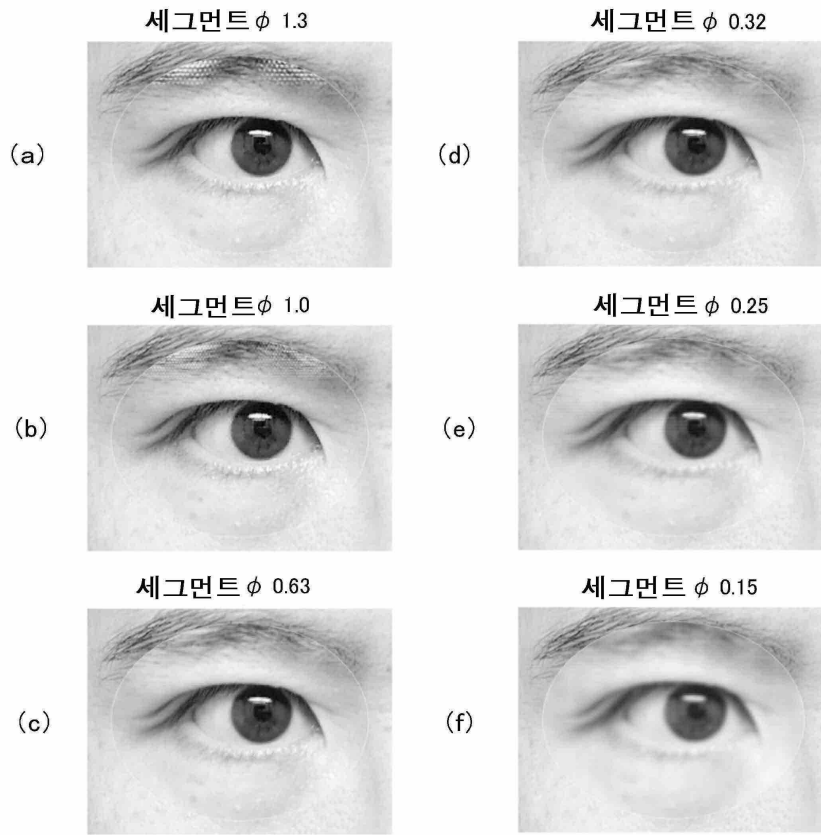 세그먼트 φ 1.3
(a)
세그먼트 φ 1.0
(b)
세그먼트 φ 0.63
(c)
세그먼트 φ 0.32
(d)
세그먼트 φ 0.25
(e)
세그먼트 φ 0.15
(f)